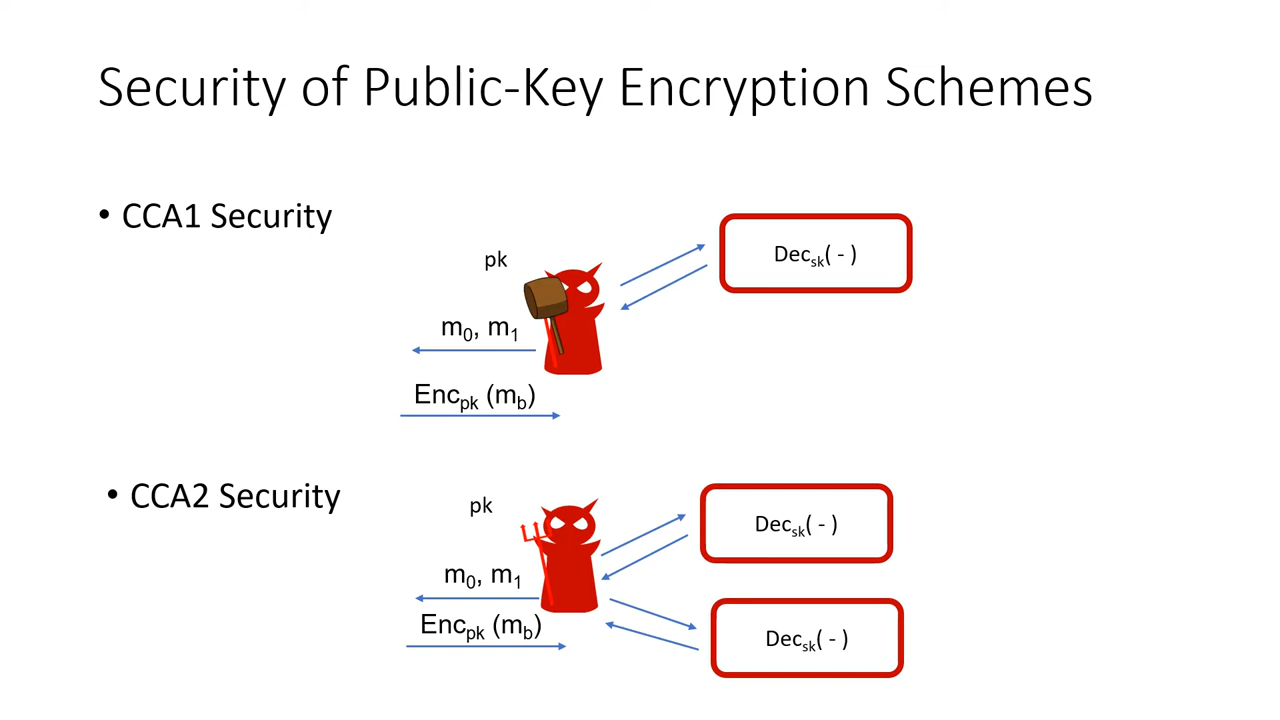 Security of Public-Key Encryption Schemes
• CCA1 Security
pk
Dec_sk( - )
m_0, m_1
Enc_pk (m_b)
• CCA2 Security
pk
Dec_sk( - )
m_0, m_1
Enc_pk (m_b)
Dec_sk( - )